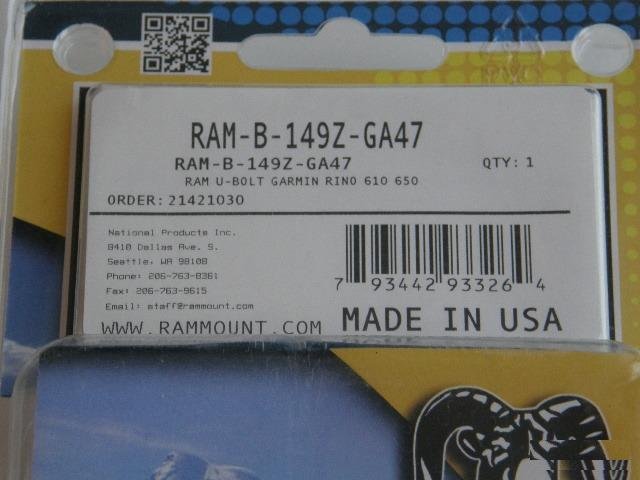 RAM-B-149Z-GA47
RAM-B-149Z-GA47 QTY: 1
RAM U-BOLT GARMIN RINO 610 650
ORDER: 21421030
National Products Inc.
8410 Dallas Ave. S.
Seattle, WA 98108
Phone: 206-763-8361
Fax: 206-763-9615
Email: staff@rammount.com
7 93442 93326 4
WWW.RAMMOUNT.COM MADE IN USA